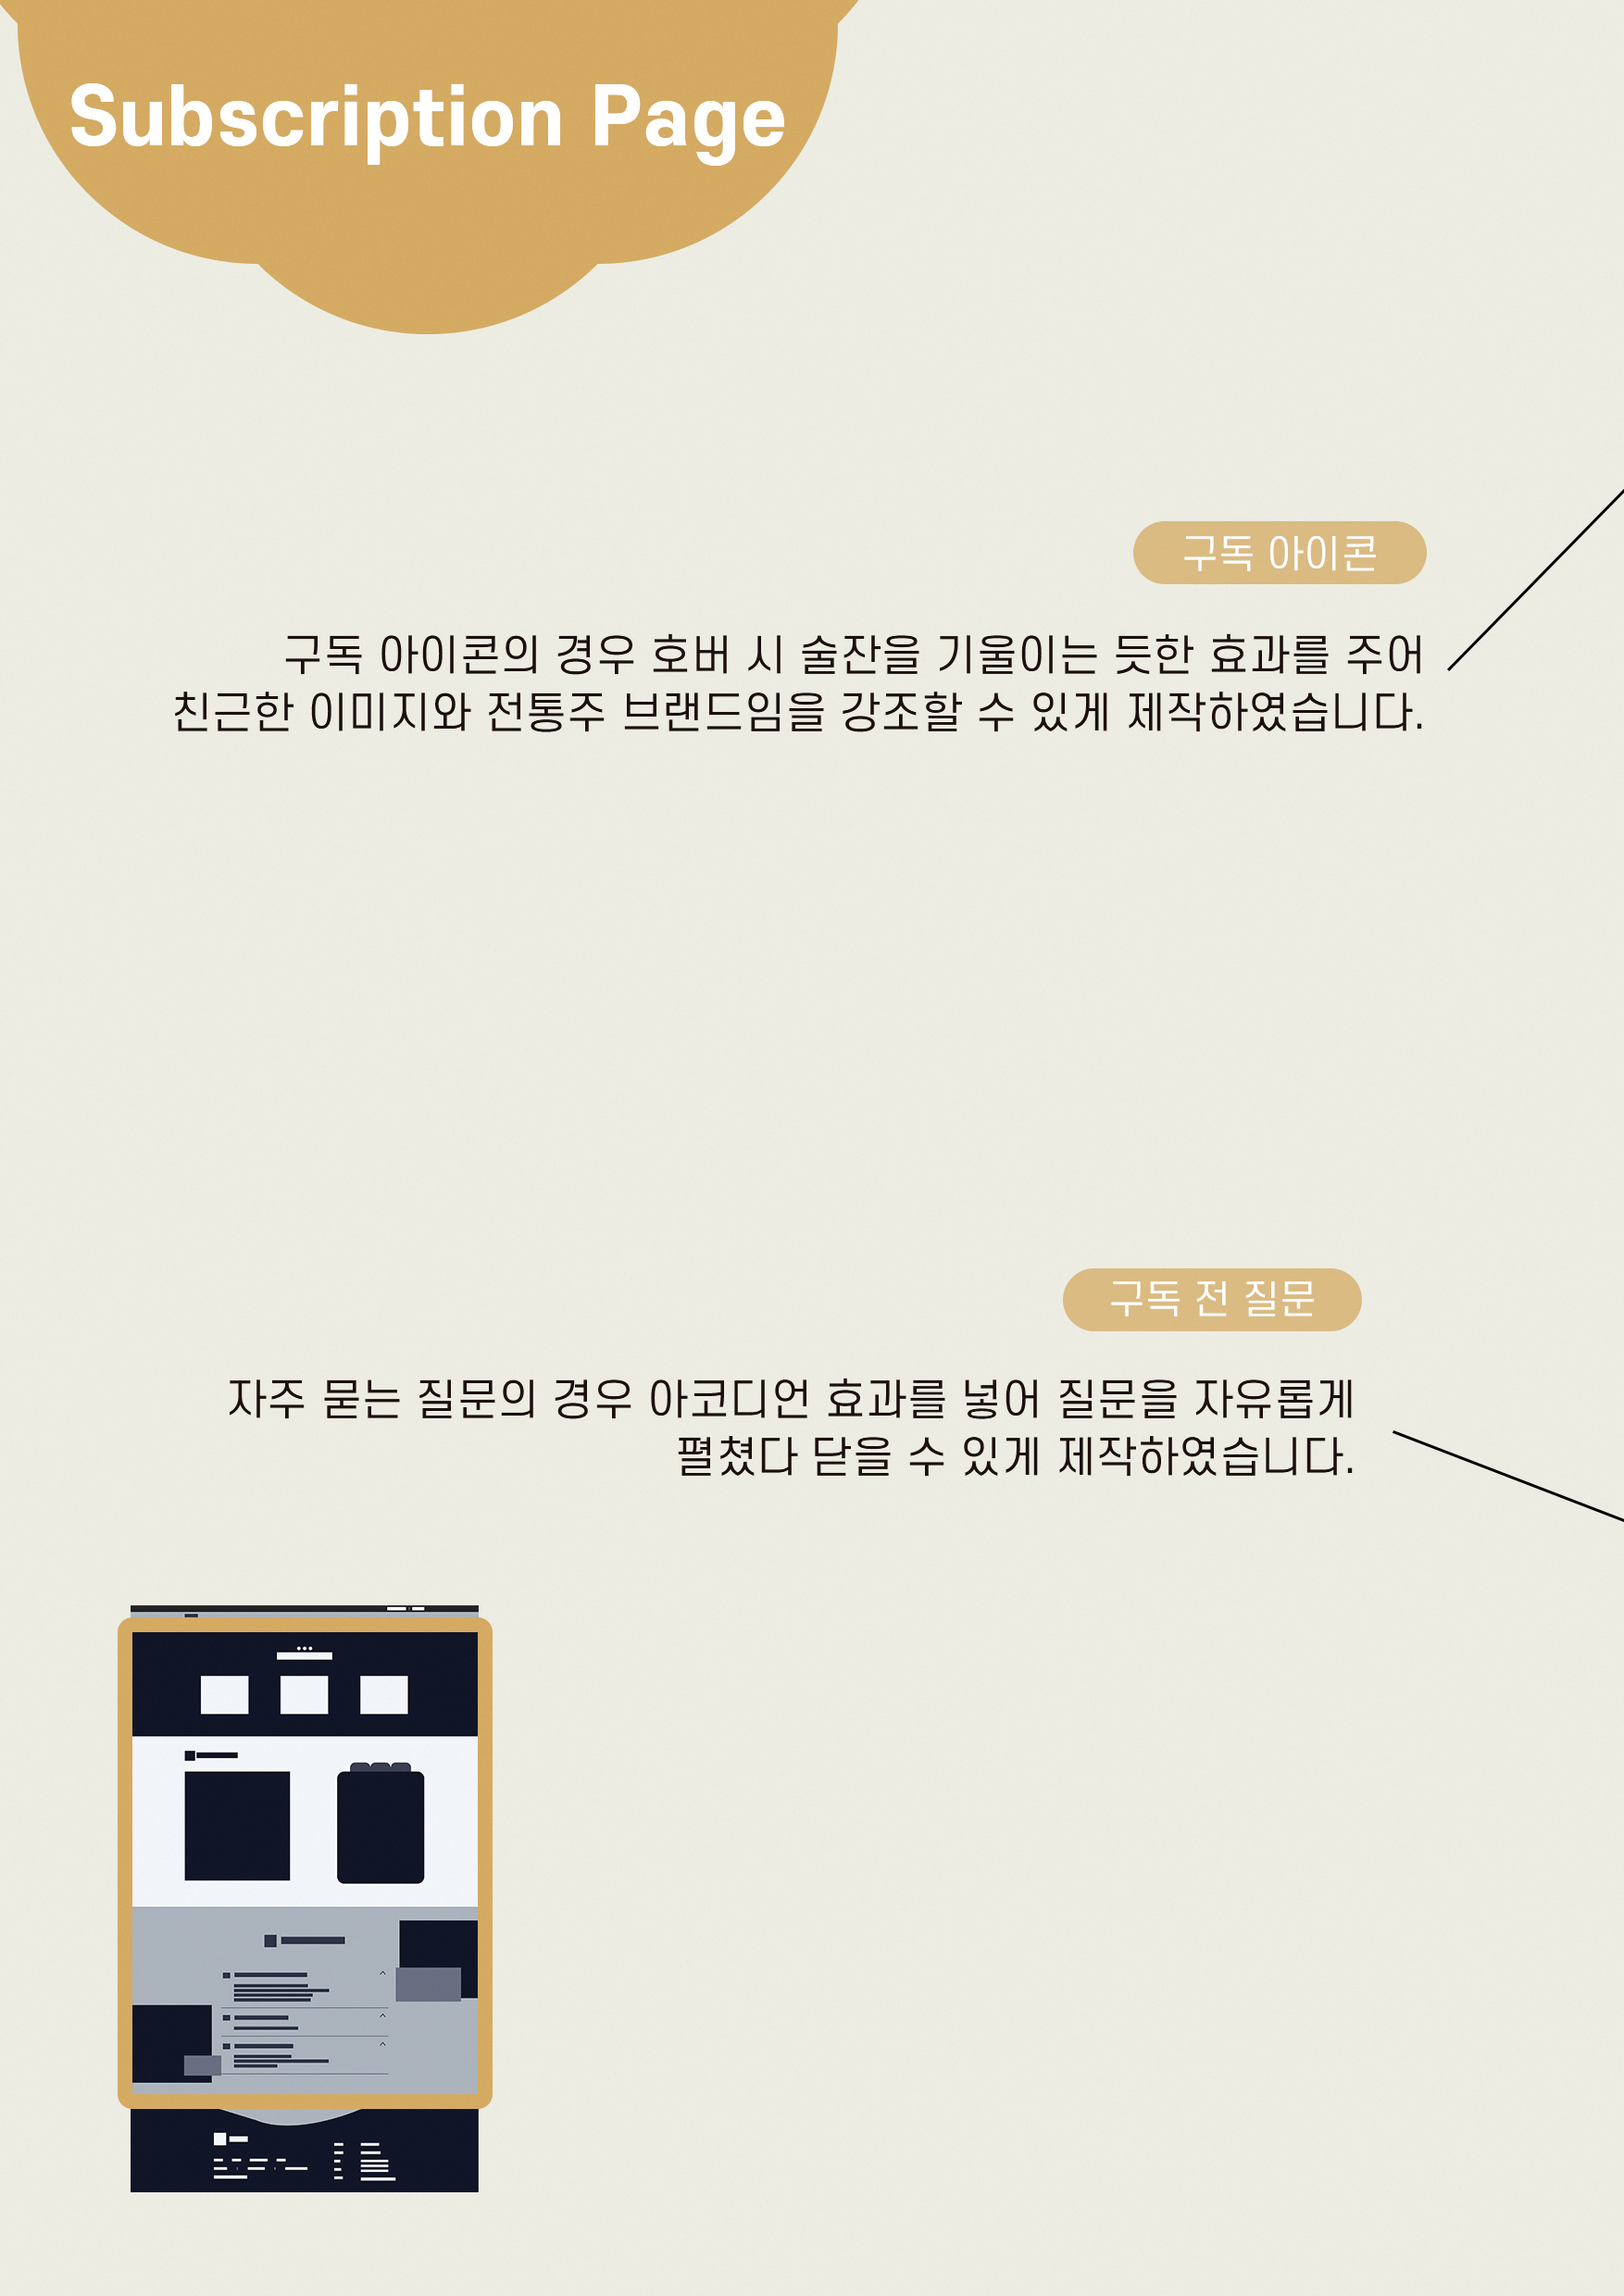 Subscription Page
구독 아이콘
구독 아이콘의 경우 호버 시 술잔을 기울이는 듯한 효과를 주어
친근한 이미지와 전통주 브랜드임을 강조할 수 있게 제작하였습니다.
구독 전 질문
자주 묻는 질문의 경우 아코디언 효과를 넣어 질문을 자유롭게
펼쳤다 닫을 수 있게 제작하였습니다.